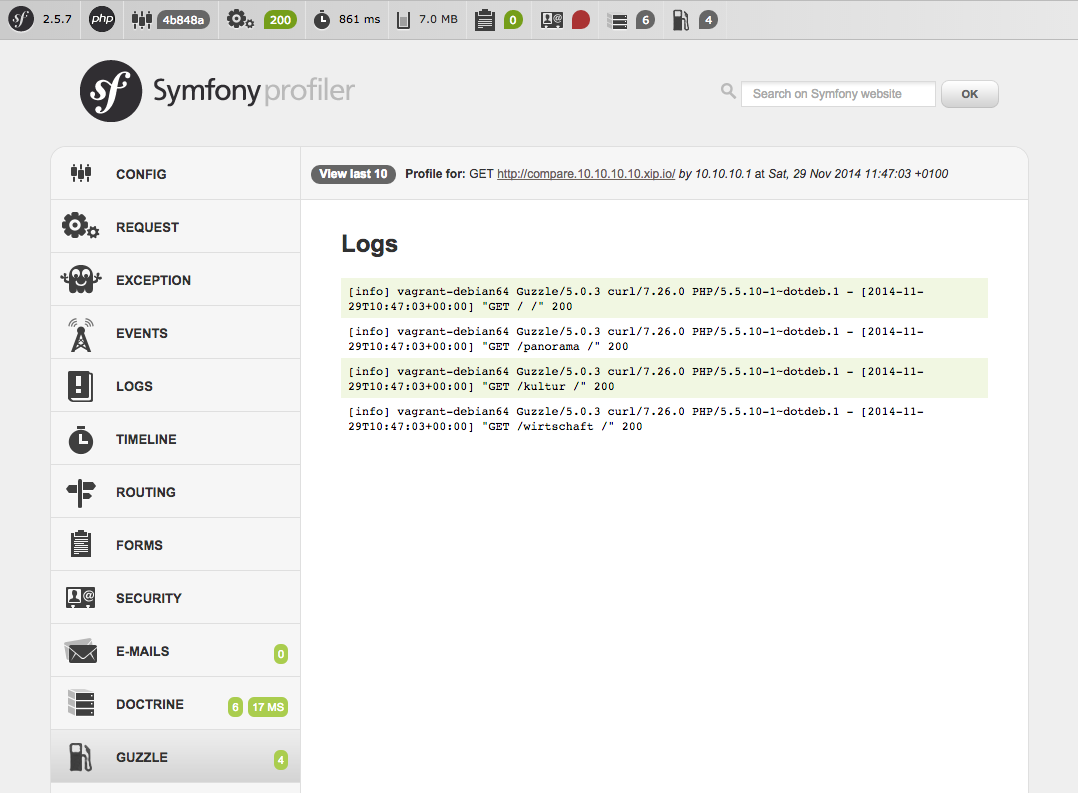 sf 2.5.7 php 4b848a 200 861 ms 7.0 MB 0 6 4
sf Symfony profiler
Search on Symfony website OK
CONFIG
View last 10 Profile for: GET http://compare.10.10.10.10.xip.io/ by 10.10.10.1 at Sat, 29 Nov 2014 11:47:03 +0100
REQUEST
EXCEPTION
EVENTS
LOGS
TIMELINE
ROUTING
FORMS
SECURITY
E-MAILS 0
DOCTRINE 6 17 MS
GUZZLE 4
Logs
[info] vagrant-debian64 Guzzle/5.0.3 curl/7.26.0 PHP/5.5.10-1~dotdeb.1 - [2014-11-
29T10:47:03+00:00] "GET / /" 200
[info] vagrant-debian64 Guzzle/5.0.3 curl/7.26.0 PHP/5.5.10-1~dotdeb.1 - [2014-11-
29T10:47:03+00:00] "GET /panorama /" 200
[info] vagrant-debian64 Guzzle/5.0.3 curl/7.26.0 PHP/5.5.10-1~dotdeb.1 - [2014-11-
29T10:47:03+00:00] "GET /kultur /" 200
[info] vagrant-debian64 Guzzle/5.0.3 curl/7.26.0 PHP/5.5.10-1~dotdeb.1 - [2014-11-
29T10:47:03+00:00] "GET /wirtschaft /" 200